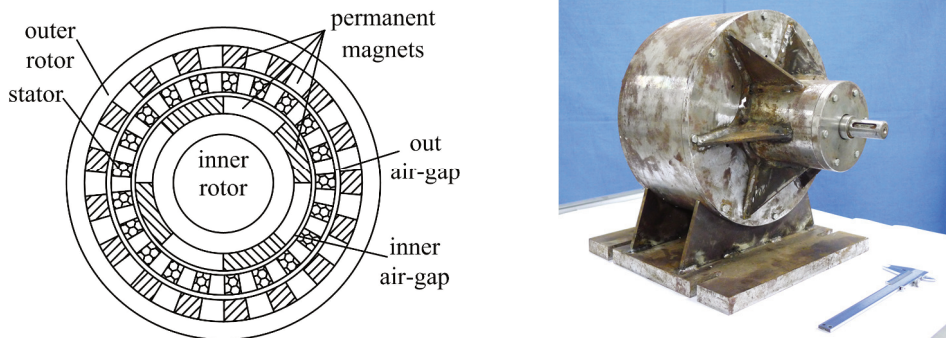 outer
rotor
stator
permanent
magnets
inner
rotor
out
air-gap
inner
air-gap